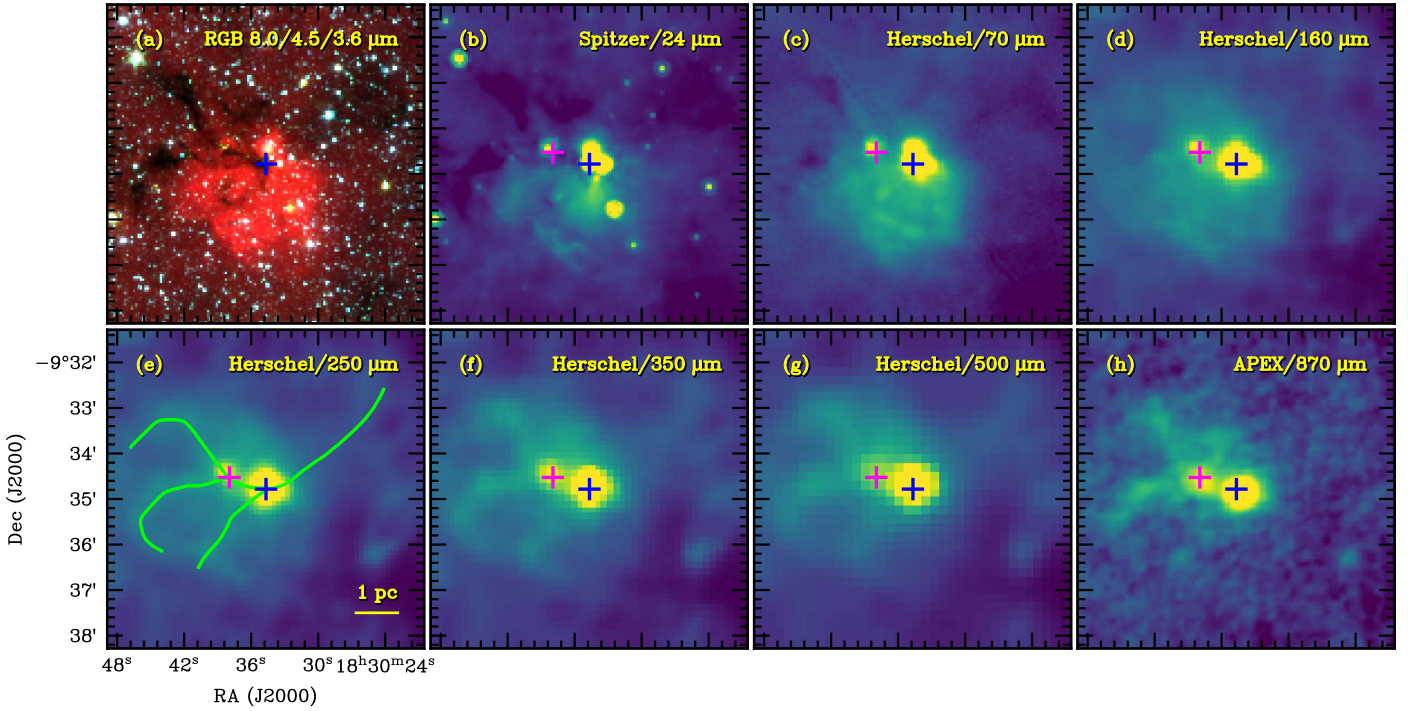 (a) RGB 8.0/4.5/3.6 μm
(b) Spitzer/24 μm
(c) Herschel/70 μm
(d) Herschel/160 μm
(e) Herschel/250 μm
(f) Herschel/350 μm
(g) Herschel/500 μm
(h) APEX/870 μm
−9°32'
33'
34'
35'
36'
37'
38'
Dec (J2000)
1 pc
48ˢ 42ˢ 36ˢ 30ˢ 18ʰ30ᵐ24ˢ
RA (J2000)